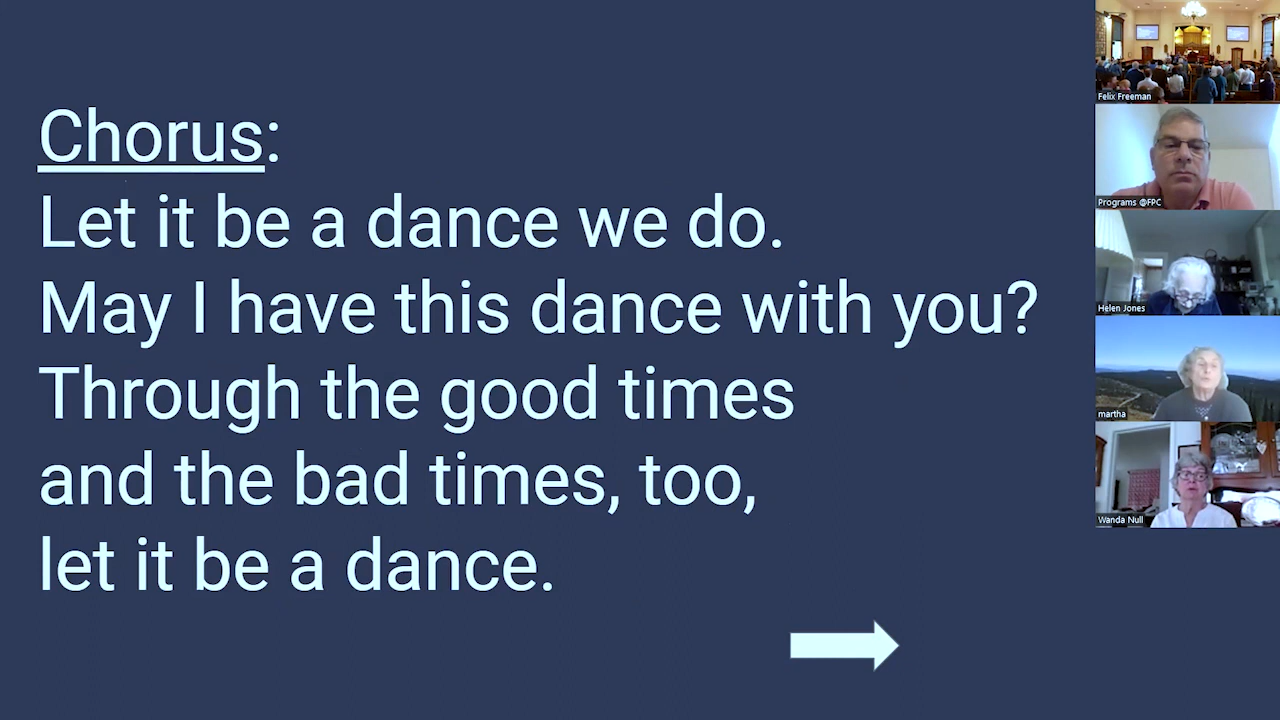 Chorus:
Let it be a dance we do.
May I have this dance with you?
Through the good times
and the bad times, too,
let it be a dance.
Felix Freeman
Programs @FPC
Helen Jones
martha
Wanda Null